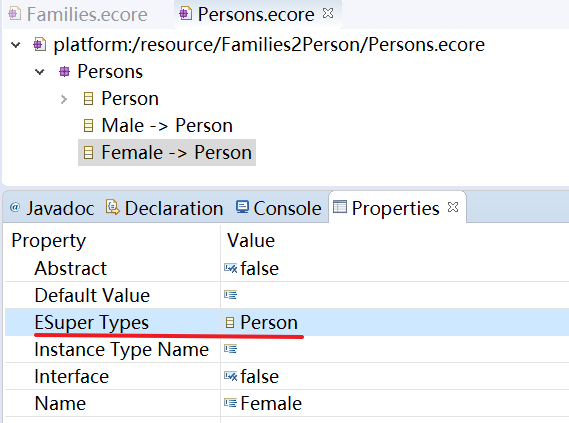 Families.ecore Persons.ecore
platform:/resource/Families2Person/Persons.ecore
Persons
Person
Male -> Person
Female -> Person
@ Javadoc Declaration Console Properties
Property Value
Abstract false
Default Value
ESuper Types Person
Instance Type Name
Interface false
Name Female